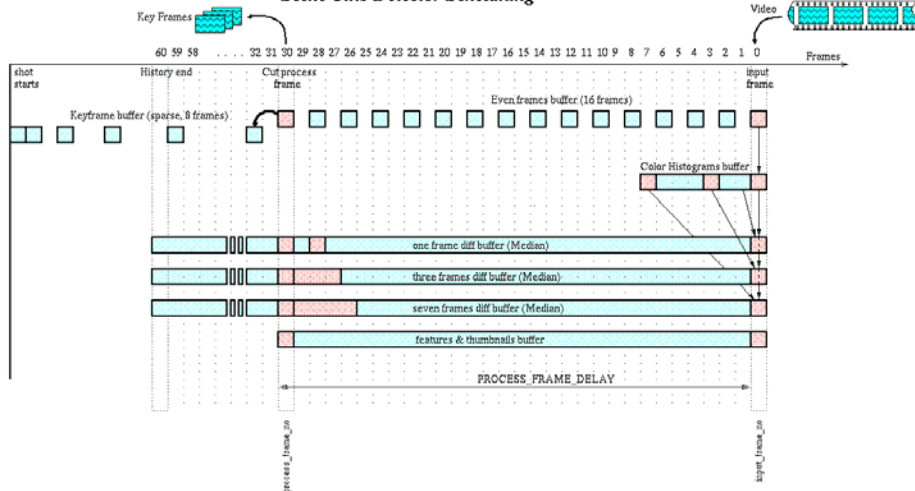 Key Frames
Video
60 59 58 . . . 32 31 30 29 28 27 26 25 24 23 22 21 20 19 18 17 16 15 14 13 12 11 10 9 8 7 6 5 4 3 2 1 0
Frames
shot starts
History end
Cut process frame
input frame
Even frames buffer (16 frames)
Keyframe buffer (sparse, 8 frames)
Color Histograms buffer
one frame diff buffer (Median)
three frames diff buffer (Median)
seven frames diff buffer (Median)
features & thumbnails buffer
PROCESS_FRAME_DELAY
process_frame_no
input_frame_no